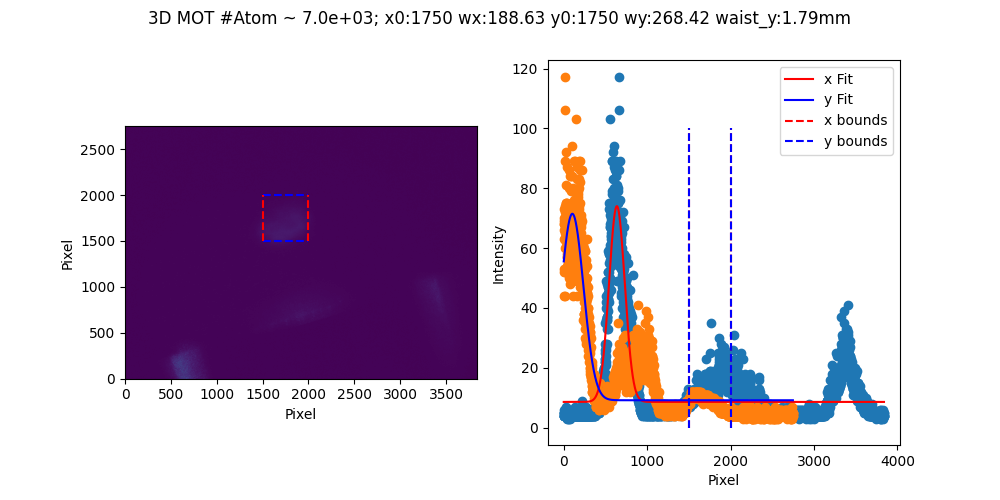 3D MOT #Atom ~ 7.0e+03; x0:1750 wx:188.63 y0:1750 wy:268.42 waist_y:1.79mm
Pixel
2500
2000
1500
1000
500
0
0 500 1000 1500 2000 2500 3000 3500
Pixel
Intensity
120
100
80
60
40
20
0
0 1000 2000 3000 4000
Pixel
x Fit
y Fit
x bounds
y bounds